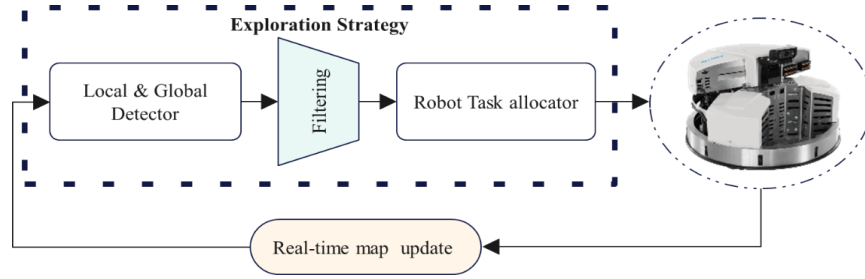 Exploration Strategy
Local & Global
Detector
Filtering
Robot Task allocator
Real-time map update